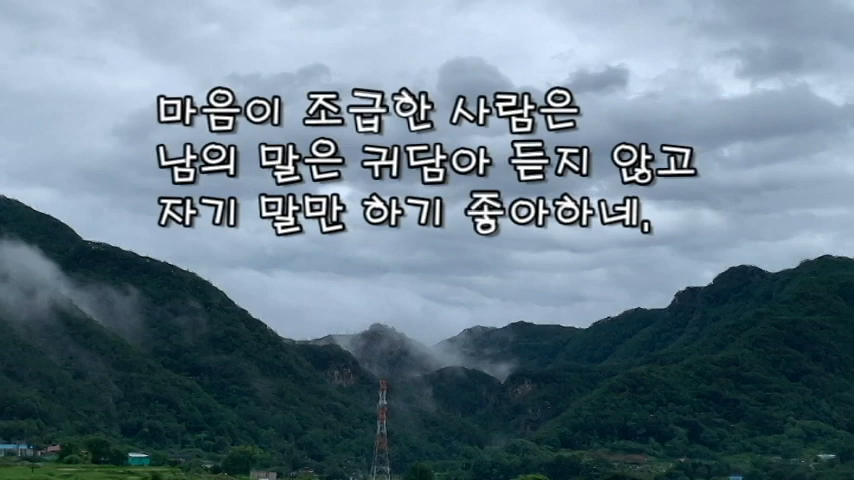 마음이 조급한 사람은
남의 말은 귀담아 듣지 않고
자기 말만 하기 좋아하네,